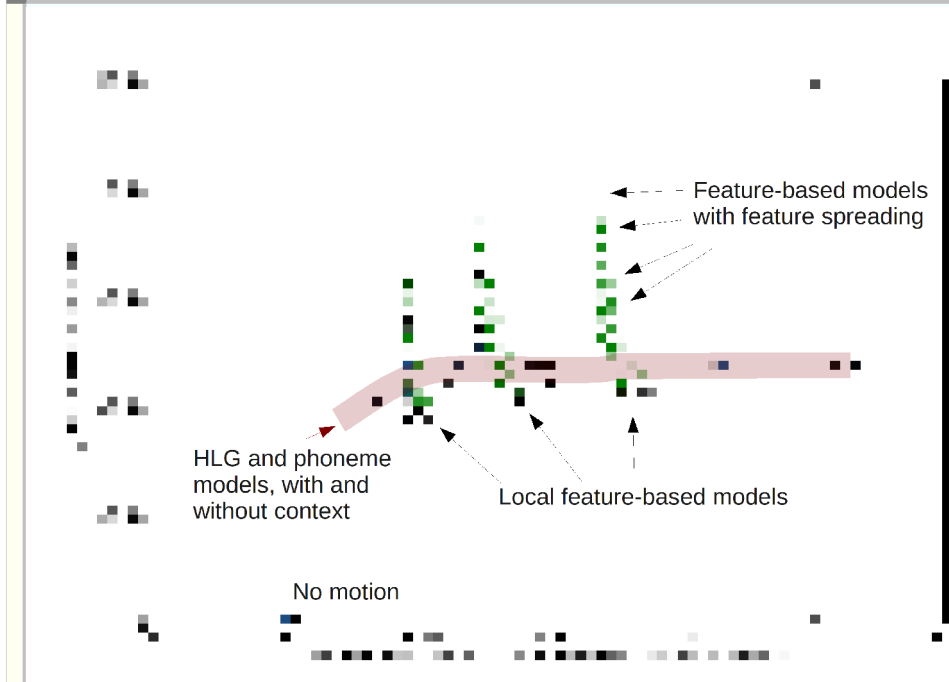 Feature-based models
with feature spreading
HLG and phoneme
models, with and
without context
Local feature-based models
No motion